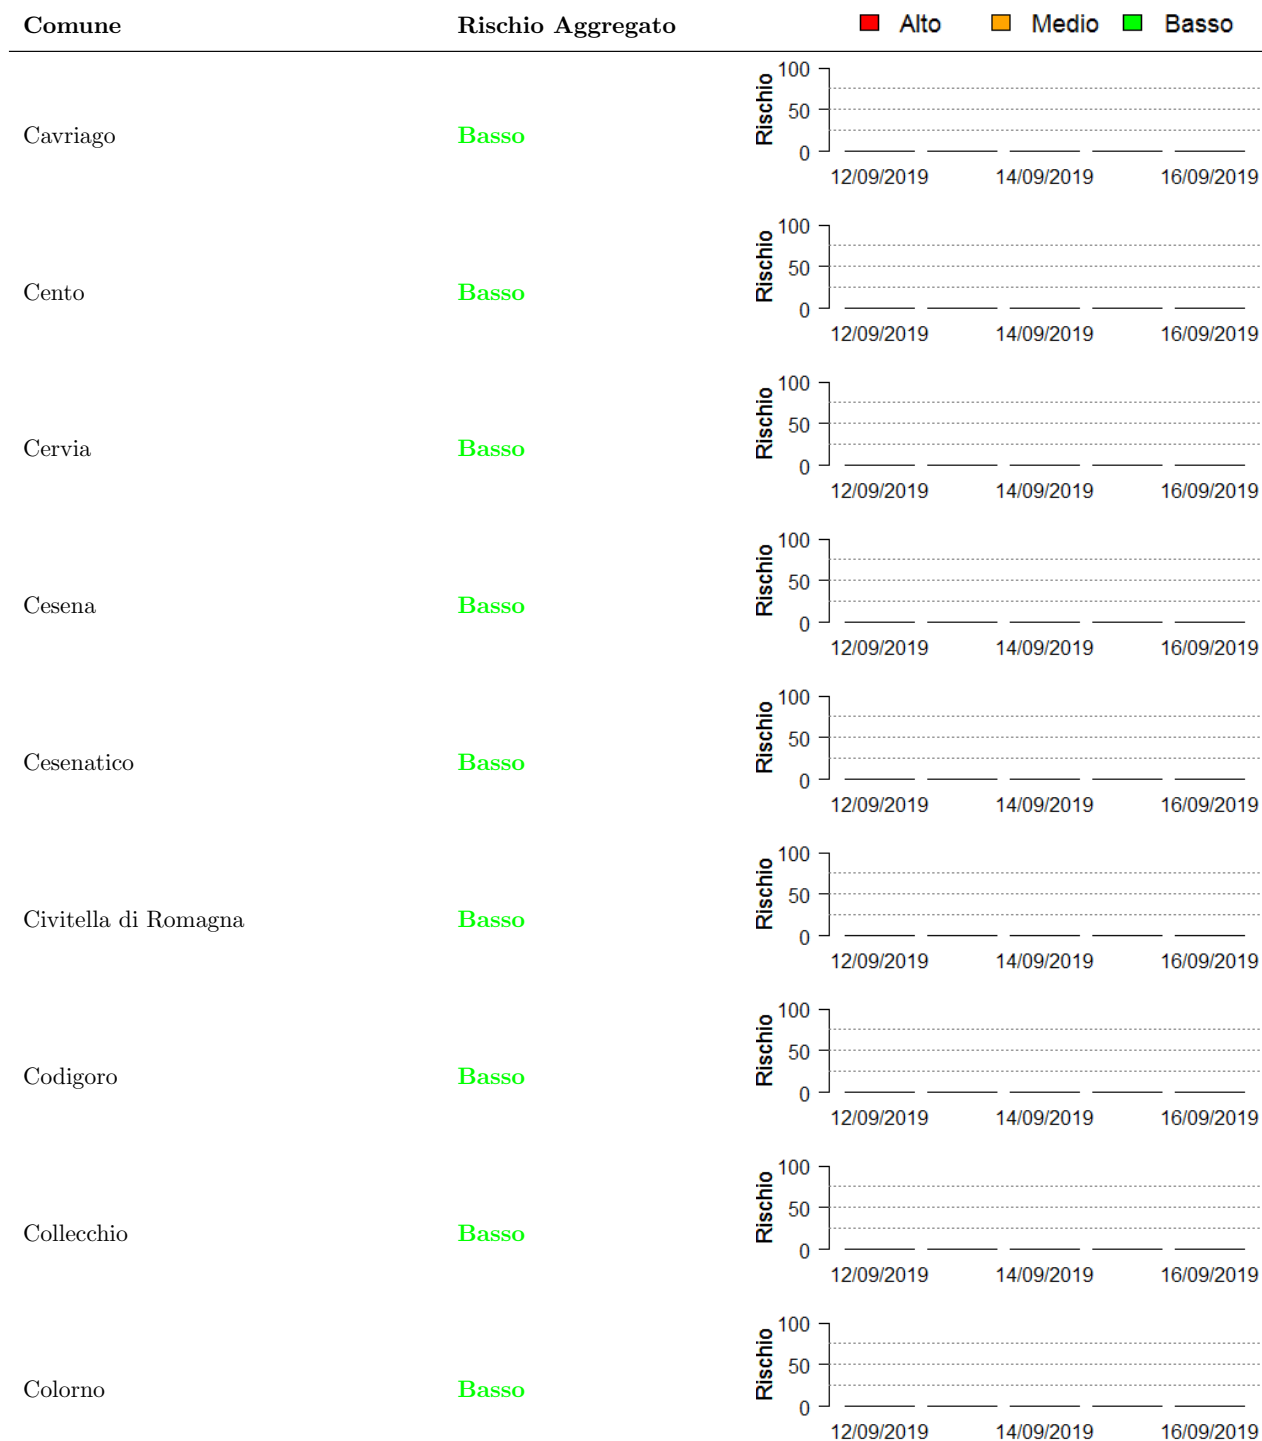 Comune Rischio Aggregato Alto Medio Basso
100
50
0
Rischio
Cavriago Basso
12/09/2019 14/09/2019 16/09/2019
100
50
0
Rischio
Cento Basso
12/09/2019 14/09/2019 16/09/2019
100
50
0
Rischio
Cervia Basso
12/09/2019 14/09/2019 16/09/2019
100
50
0
Rischio
Cesena Basso
12/09/2019 14/09/2019 16/09/2019
100
50
0
Rischio
Cesenatico Basso
12/09/2019 14/09/2019 16/09/2019
100
50
0
Rischio
Civitella di Romagna Basso
12/09/2019 14/09/2019 16/09/2019
100
50
0
Rischio
Codigoro Basso
12/09/2019 14/09/2019 16/09/2019
100
50
0
Rischio
Collecchio Basso
12/09/2019 14/09/2019 16/09/2019
100
50
0
Rischio
Colorno Basso
12/09/2019 14/09/2019 16/09/2019